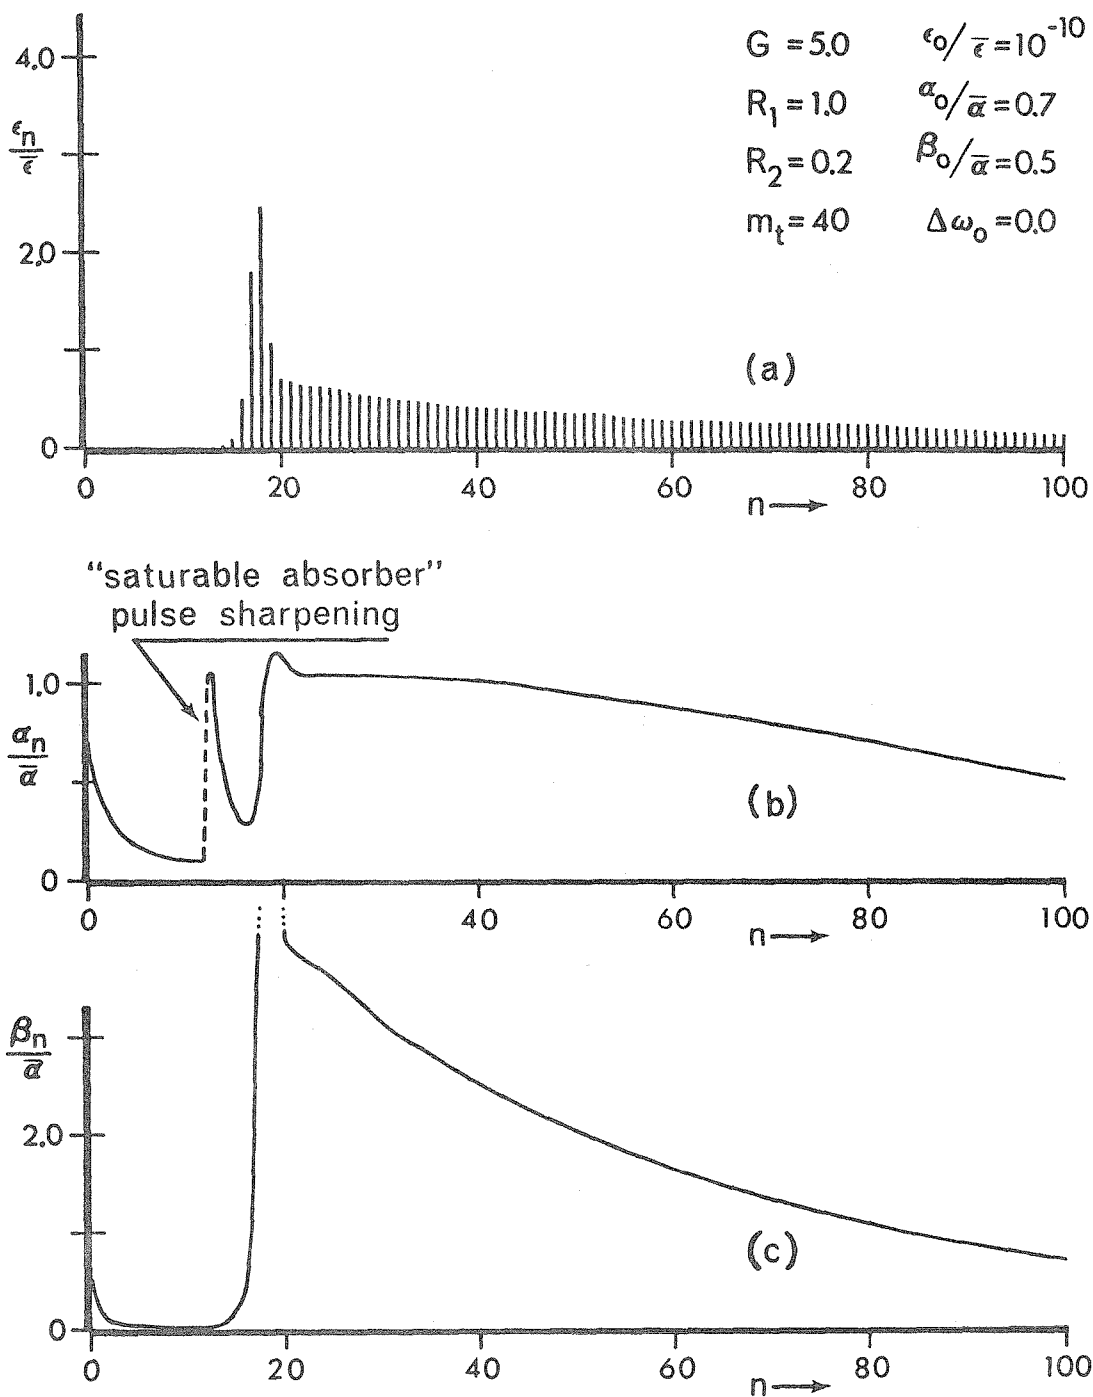 G = 5.0 ϵ₀/ϵ̅ = 10⁻¹⁰
R₁ = 1.0 α₀/α̅ = 0.7
R₂ = 0.2 β₀/α̅ = 0.5
mₜ = 40 Δω₀ = 0.0
4.0
ϵₙ/ϵ̅
2.0
(a)
0
0 20 40 60 80 100
n
"saturable absorber"
pulse sharpening
1.0
αₙ/α̅
(b)
0
0 20 40 60 80 100
n
βₙ/α̅
2.0
(c)
0
0 20 40 60 80 100
n